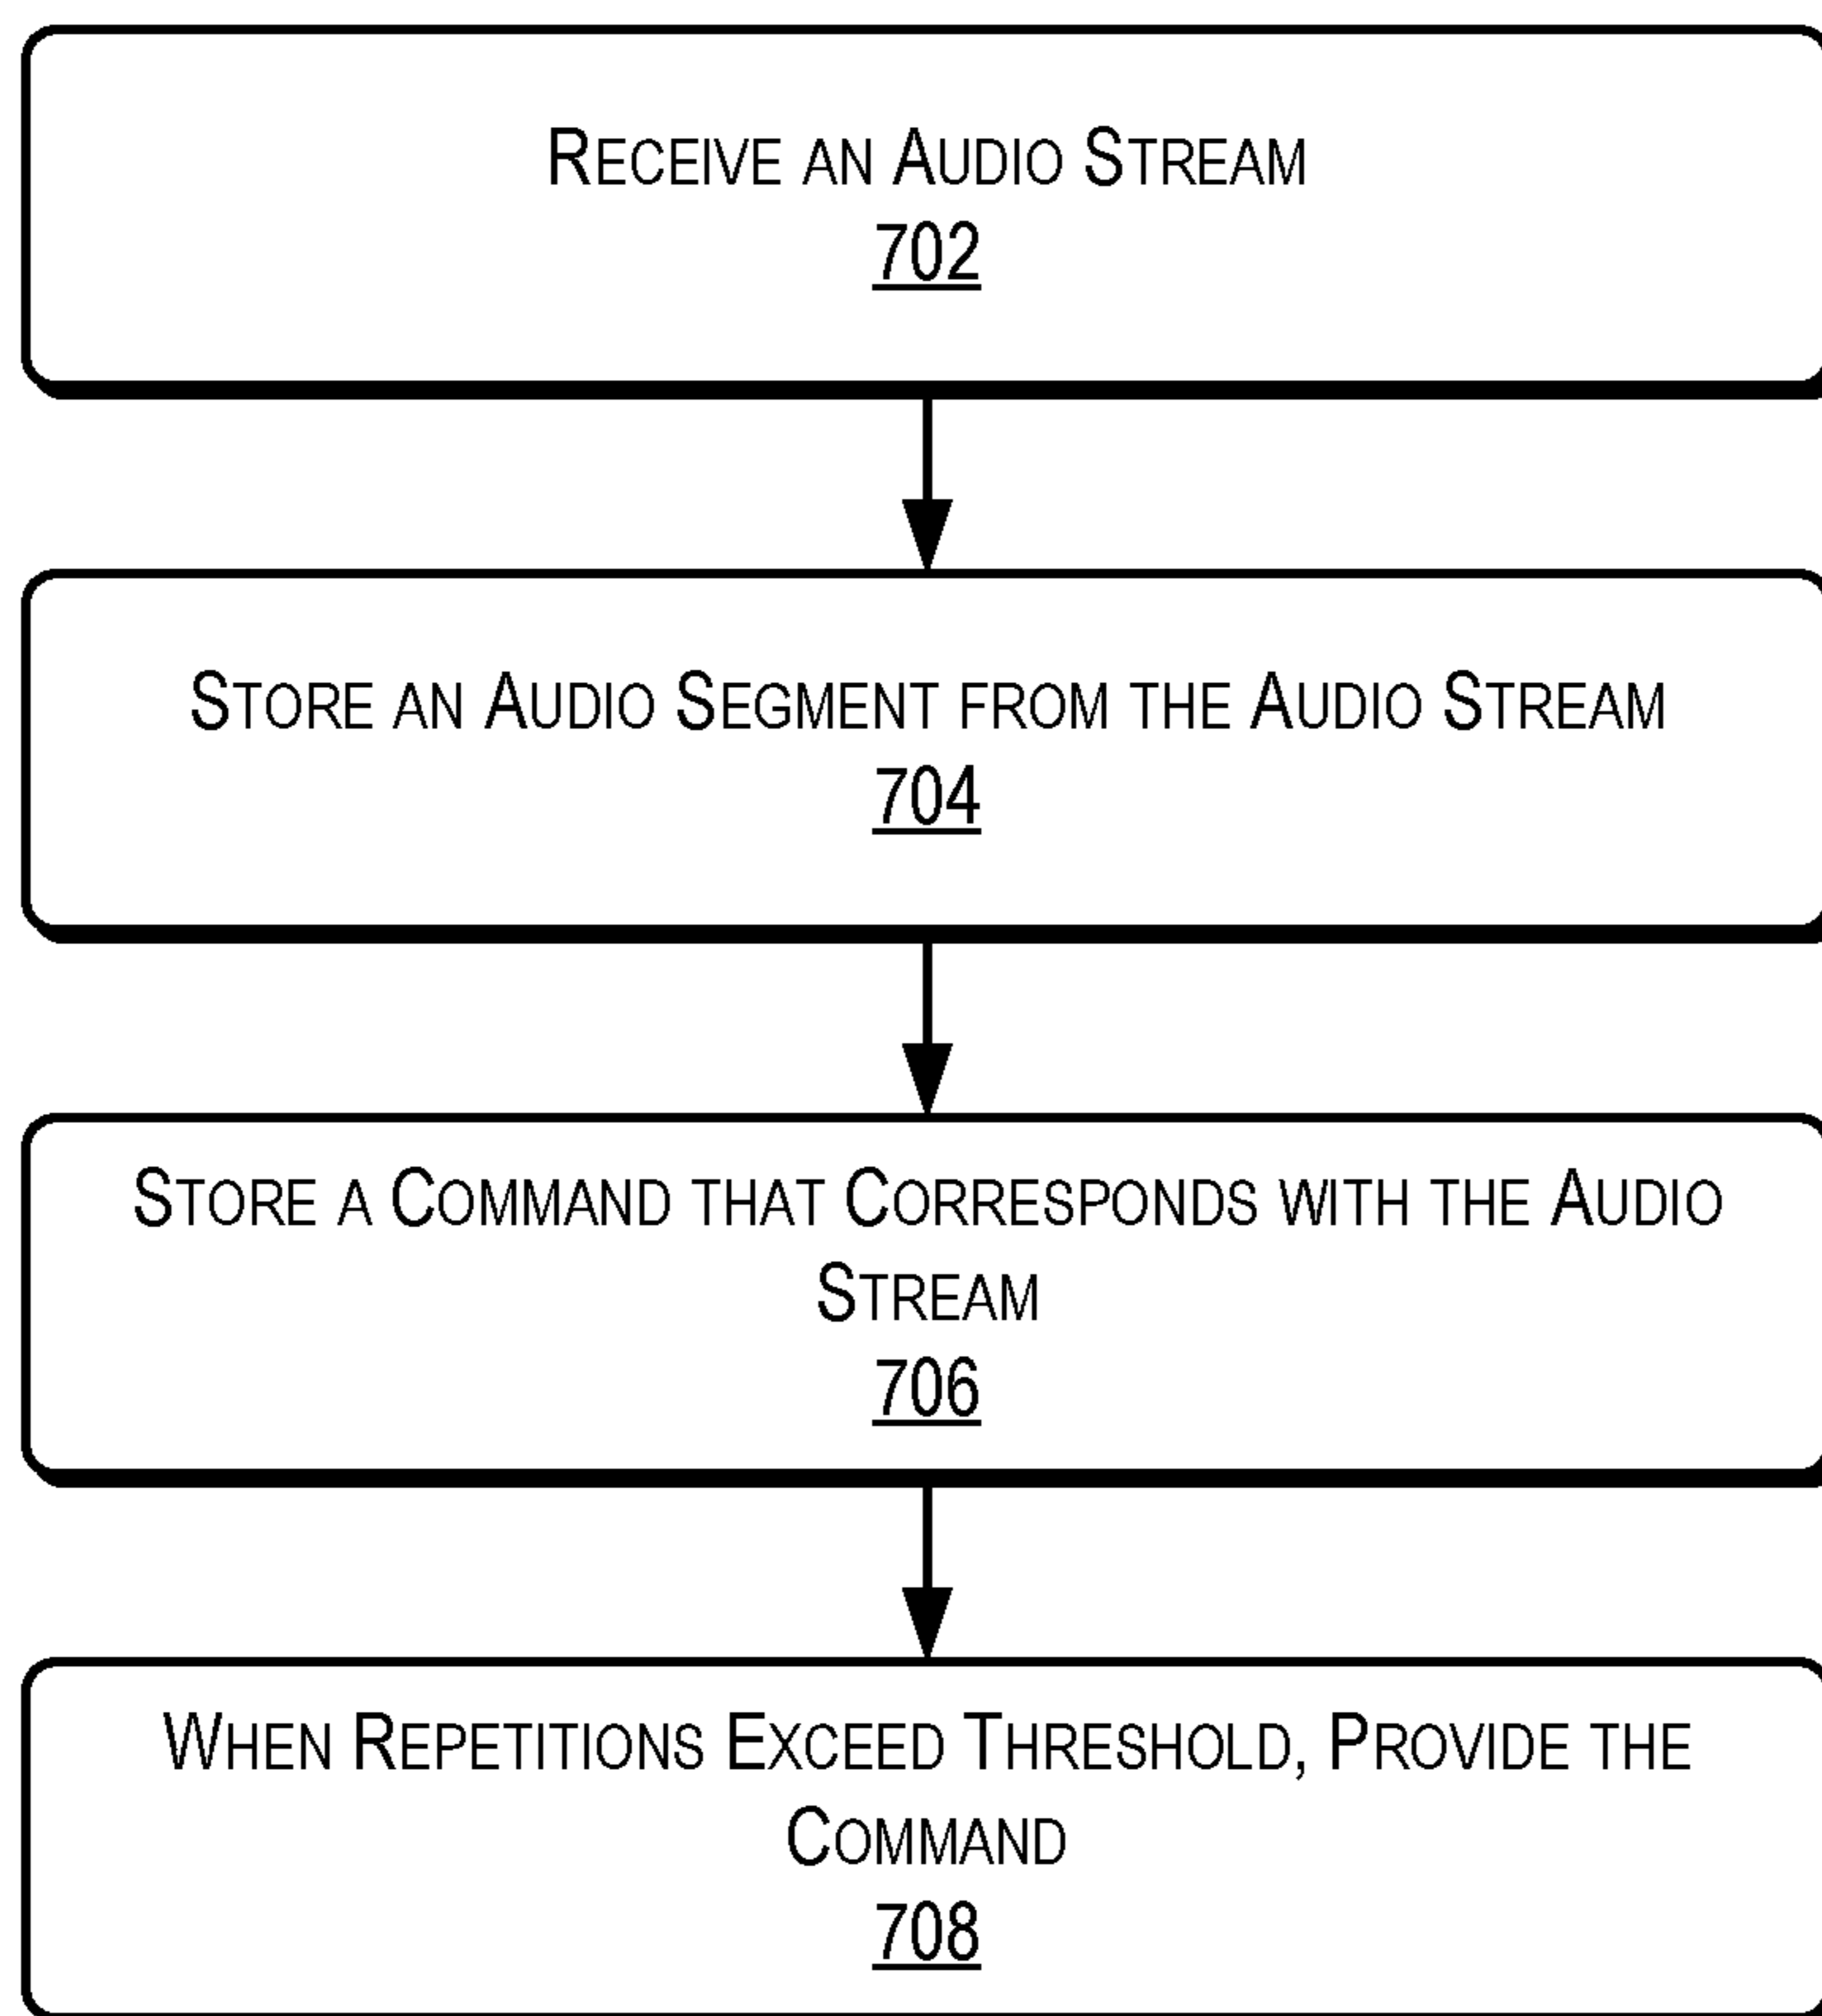 Receive an Audio Stream
702
Store an Audio Segment from the Audio Stream
704
Store a Command that Corresponds with the Audio
Stream
706
When Repetitions Exceed Threshold, Provide the
Command
708